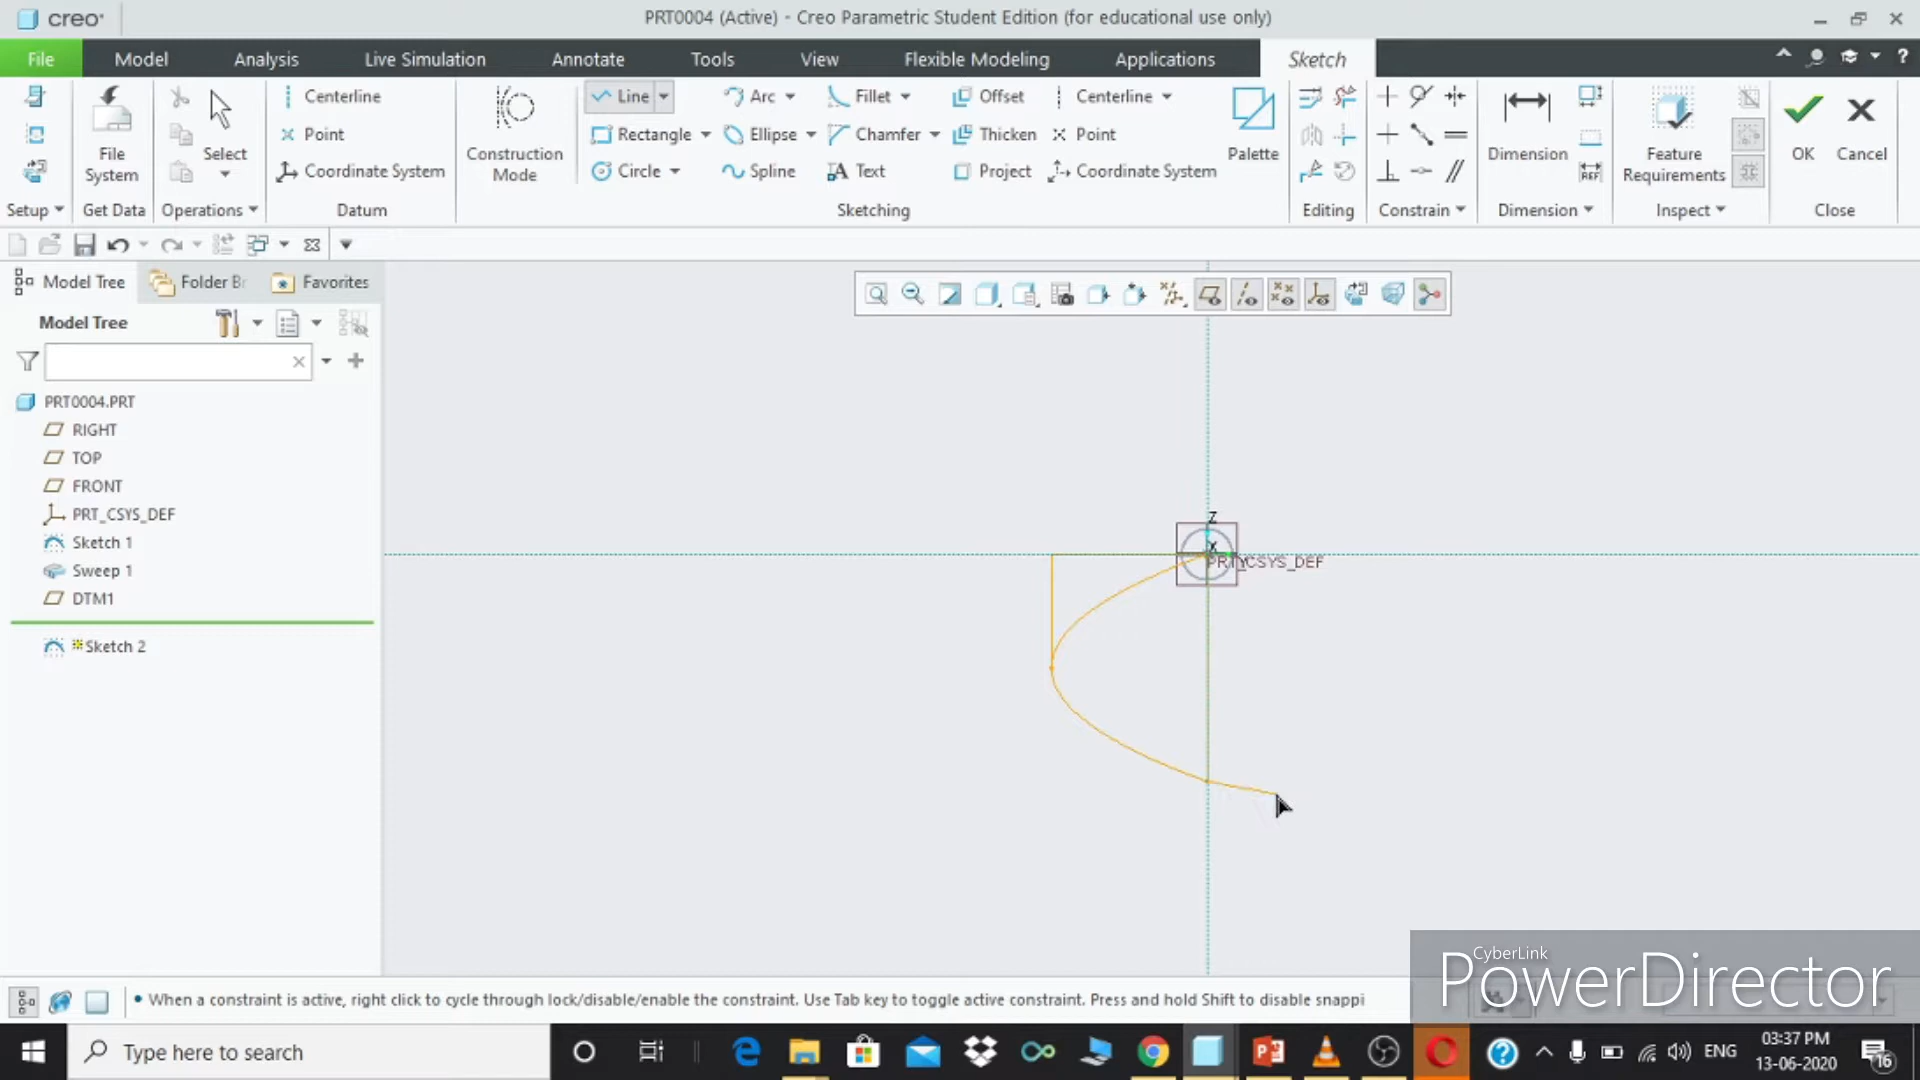 creo·
PRT0004 (Active) - Creo Parametric Student Edition (for educational use only)
File Model Analysis Live Simulation Annotate Tools View Flexible Modeling Applications Sketch
Centerline Line Arc Fillet Offset Centerline
Point Rectangle Ellipse Chamfer Thicken Point
Coordinate System Circle Spline Text Project Coordinate System
File System
Select
Construction Mode
Palette
Dimension
REF
Feature Requirements
OK
Cancel
Setup Get Data Operations Datum Sketching Editing Constrain Dimension Inspect Close
Model Tree Folder Br Favorites
Model Tree
PRT0004.PRT
RIGHT
TOP
FRONT
PRT_CSYS_DEF
Sketch 1
Sweep 1
DTM1
Sketch 2
Z
X
PRT_CSYS_DEF
• When a constraint is active, right click to cycle through lock/disable/enable the constraint. Use Tab key to toggle active constraint. Press and hold Shift to disable snappi
CyberLink
PowerDirector
Type here to search
ENG
03:37 PM
13-06-2020
16